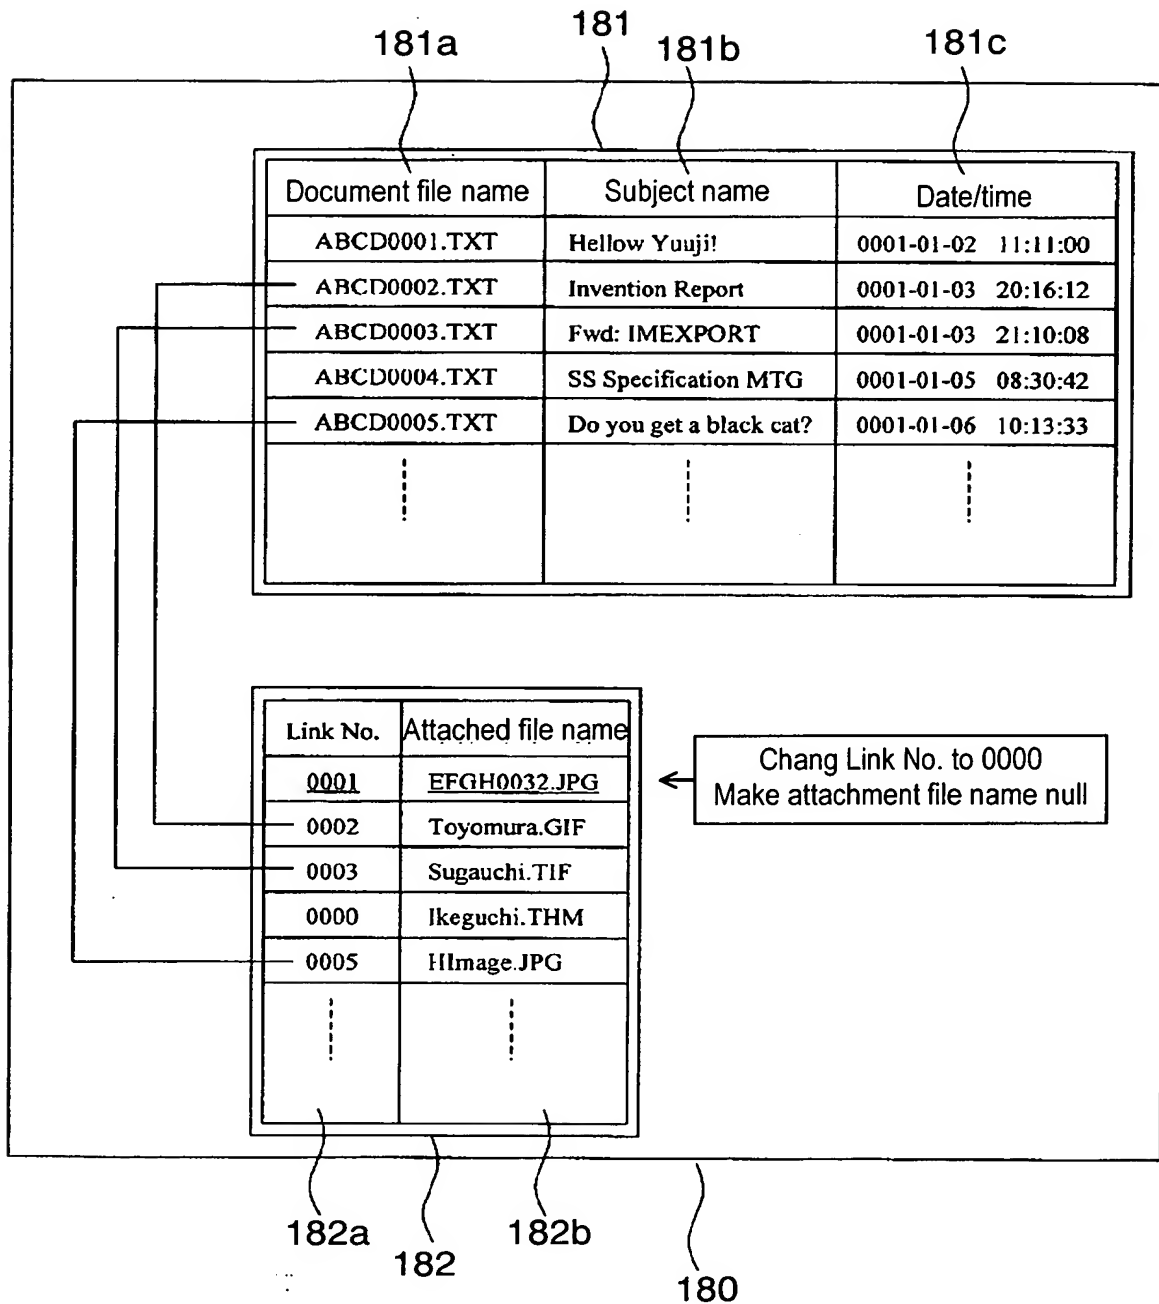 181
181a 181b 181c
Document file name Subject name Date/time
ABCD0001.TXT Hellow Yuuji! 0001-01-02 11:11:00
ABCD0002.TXT Invention Report 0001-01-03 20:16:12
ABCD0003.TXT Fwd: IMEXPORT 0001-01-03 21:10:08
ABCD0004.TXT SS Specification MTG 0001-01-05 08:30:42
ABCD0005.TXT Do you get a black cat? 0001-01-06 10:13:33
Link No. Attached file name
0001 EFGH0032.JPG
0002 Toyomura.GIF
0003 Sugauchi.TIF
0000 Ikeguchi.THM
0005 HImage.JPG
Chang Link No. to 0000
Make attachment file name null
182a 182b
182
180